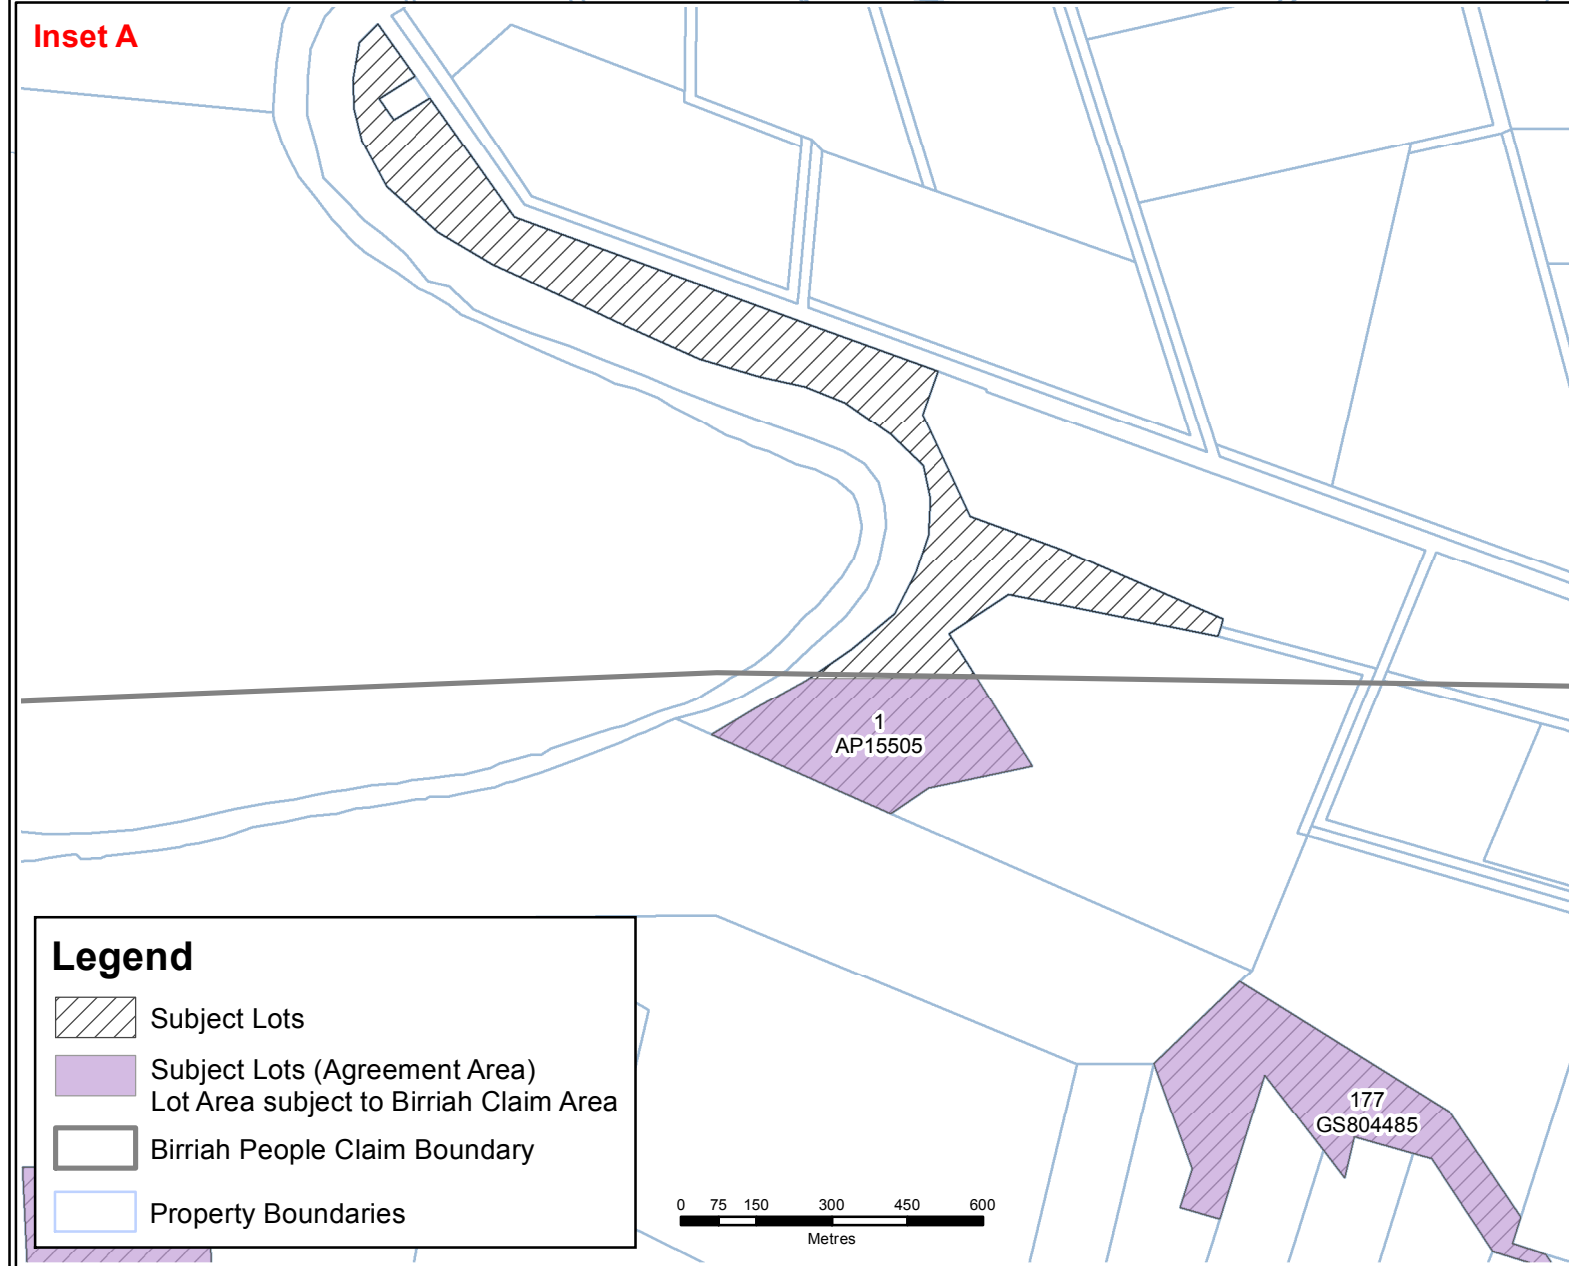 Inset A
1
AP15505
177
GS804485
Legend
Subject Lots
Subject Lots (Agreement Area)
Lot Area subject to Birriah Claim Area
Birriah People Claim Boundary
Property Boundaries
0 75 150 300 450 600
Metres